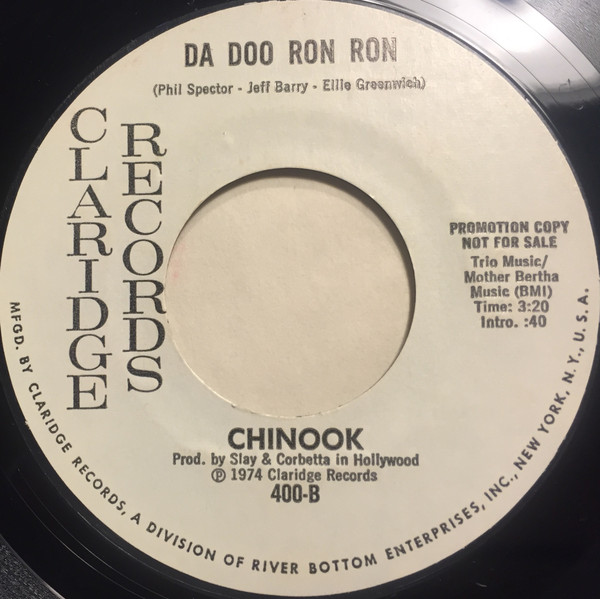 DA DOO RON RON
(Phil Spector - Jeff Barry - Ellie Greenwich)
CLARIDGE
RECORDS
PROMOTION COPY
NOT FOR SALE
Trio Music/
Mother Bertha
Music (BMI)
Time: 3:20
Intro. :40
CHINOOK
Prod. by Slay & Corbetta in Hollywood
℗ 1974 Claridge Records
400-B
MFGD. BY CLARIDGE RECORDS, A DIVISION OF RIVER BOTTOM ENTERPRISES, INC., NEW YORK, N.Y., U.S.A.